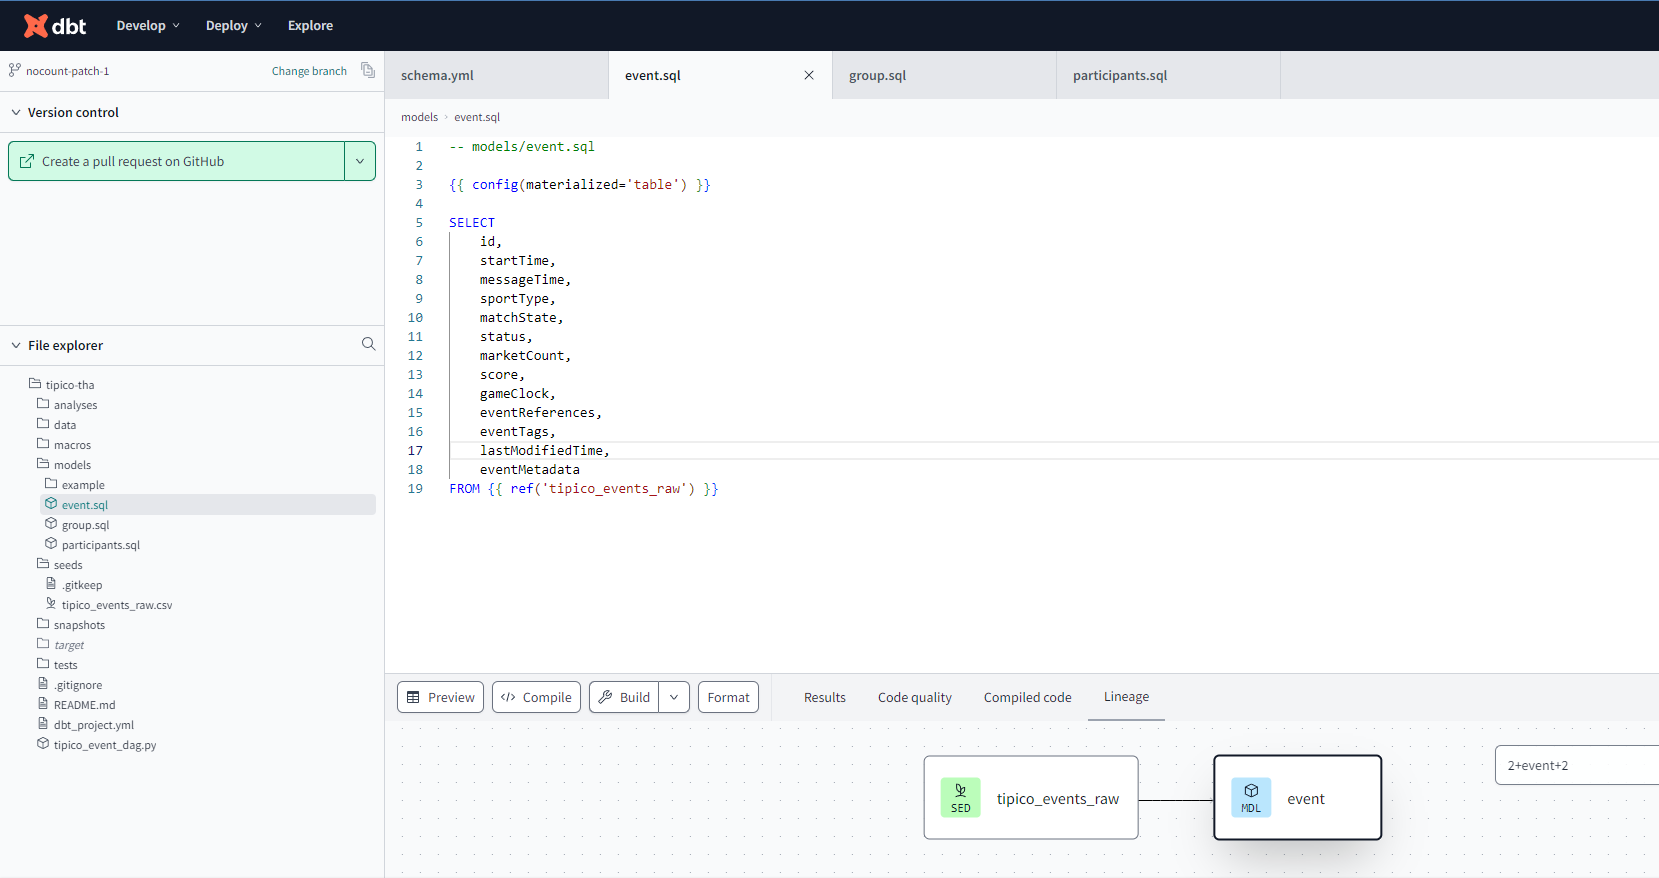 dbt Develop Deploy Explore
nocount-patch-1 Change branch
Version control
Create a pull request on GitHub
File explorer
tipico-tha
analyses
data
macros
models
example
event.sql
group.sql
participants.sql
seeds
.gitkeep
tipico_events_raw.csv
snapshots
target
tests
.gitignore
README.md
dbt_project.yml
tipico_event_dag.py
schema.yml event.sql group.sql participants.sql
models › event.sql
1 -- models/event.sql
2
3 {{ config(materialized='table') }}
4
5 SELECT
6 id,
7 startTime,
8 messageTime,
9 sportType,
10 matchState,
11 status,
12 marketCount,
13 score,
14 gameClock,
15 eventReferences,
16 eventTags,
17 lastModifiedTime,
18 eventMetadata
19 FROM {{ ref('tipico_events_raw') }}
Preview </> Compile Build Format Results Code quality Compiled code Lineage
2+event+2
SED tipico_events_raw
MDL event